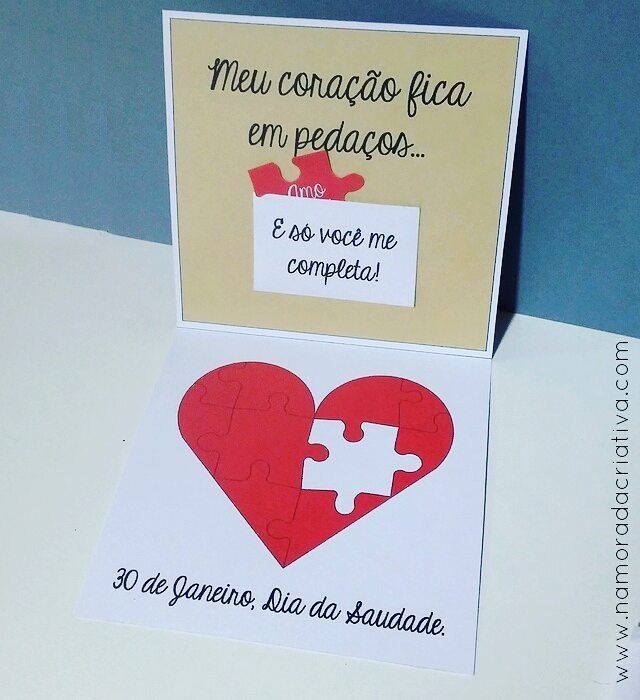 Meu coração fica
em pedaços...
Amo
E só você me
completa!
30 de Janeiro, Dia da Saudade.
www.namoradacriativa.com